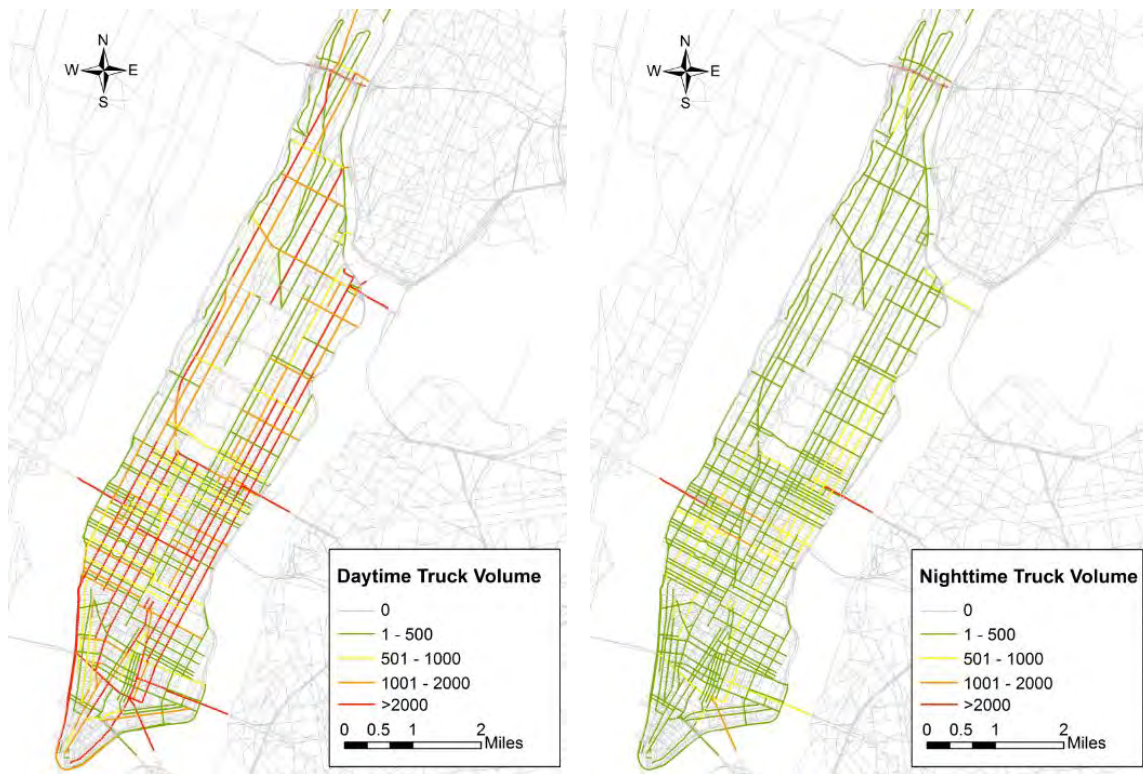 N
W E
S
Daytime Truck Volume
0
1 - 500
501 - 1000
1001 - 2000
>2000
0 0.5 1 2
Miles
N
W E
S
Nighttime Truck Volume
0
1 - 500
501 - 1000
1001 - 2000
>2000
0 0.5 1 2
Miles